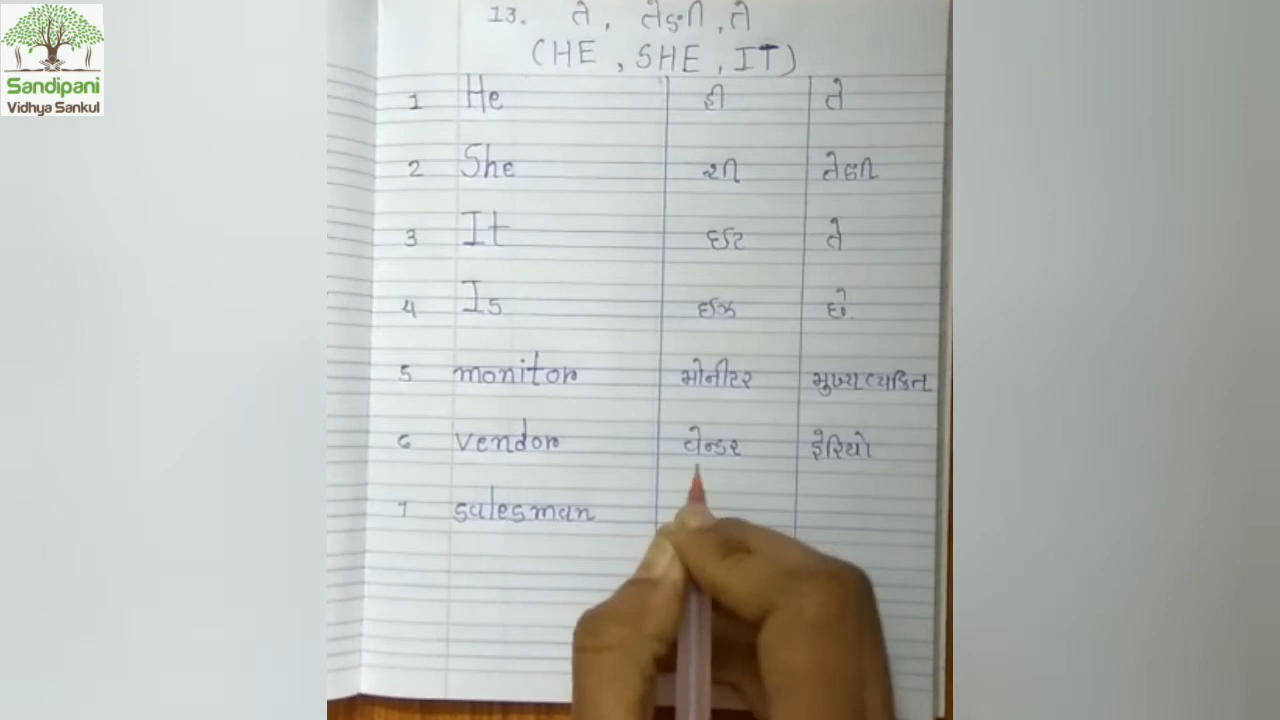 Sandipani
Vidhya Sankul
13. તે, તેણી, તે
(HE, SHE, IT)
1 He હી તે
2 She શી તેણી
3 It ઈટ તે
4 Is ઈઝ છે.
5 monitor મોનીટર મુખ્યવ્યકિત
6 vendor વેન્ડર ફેરિયો
7 salesman